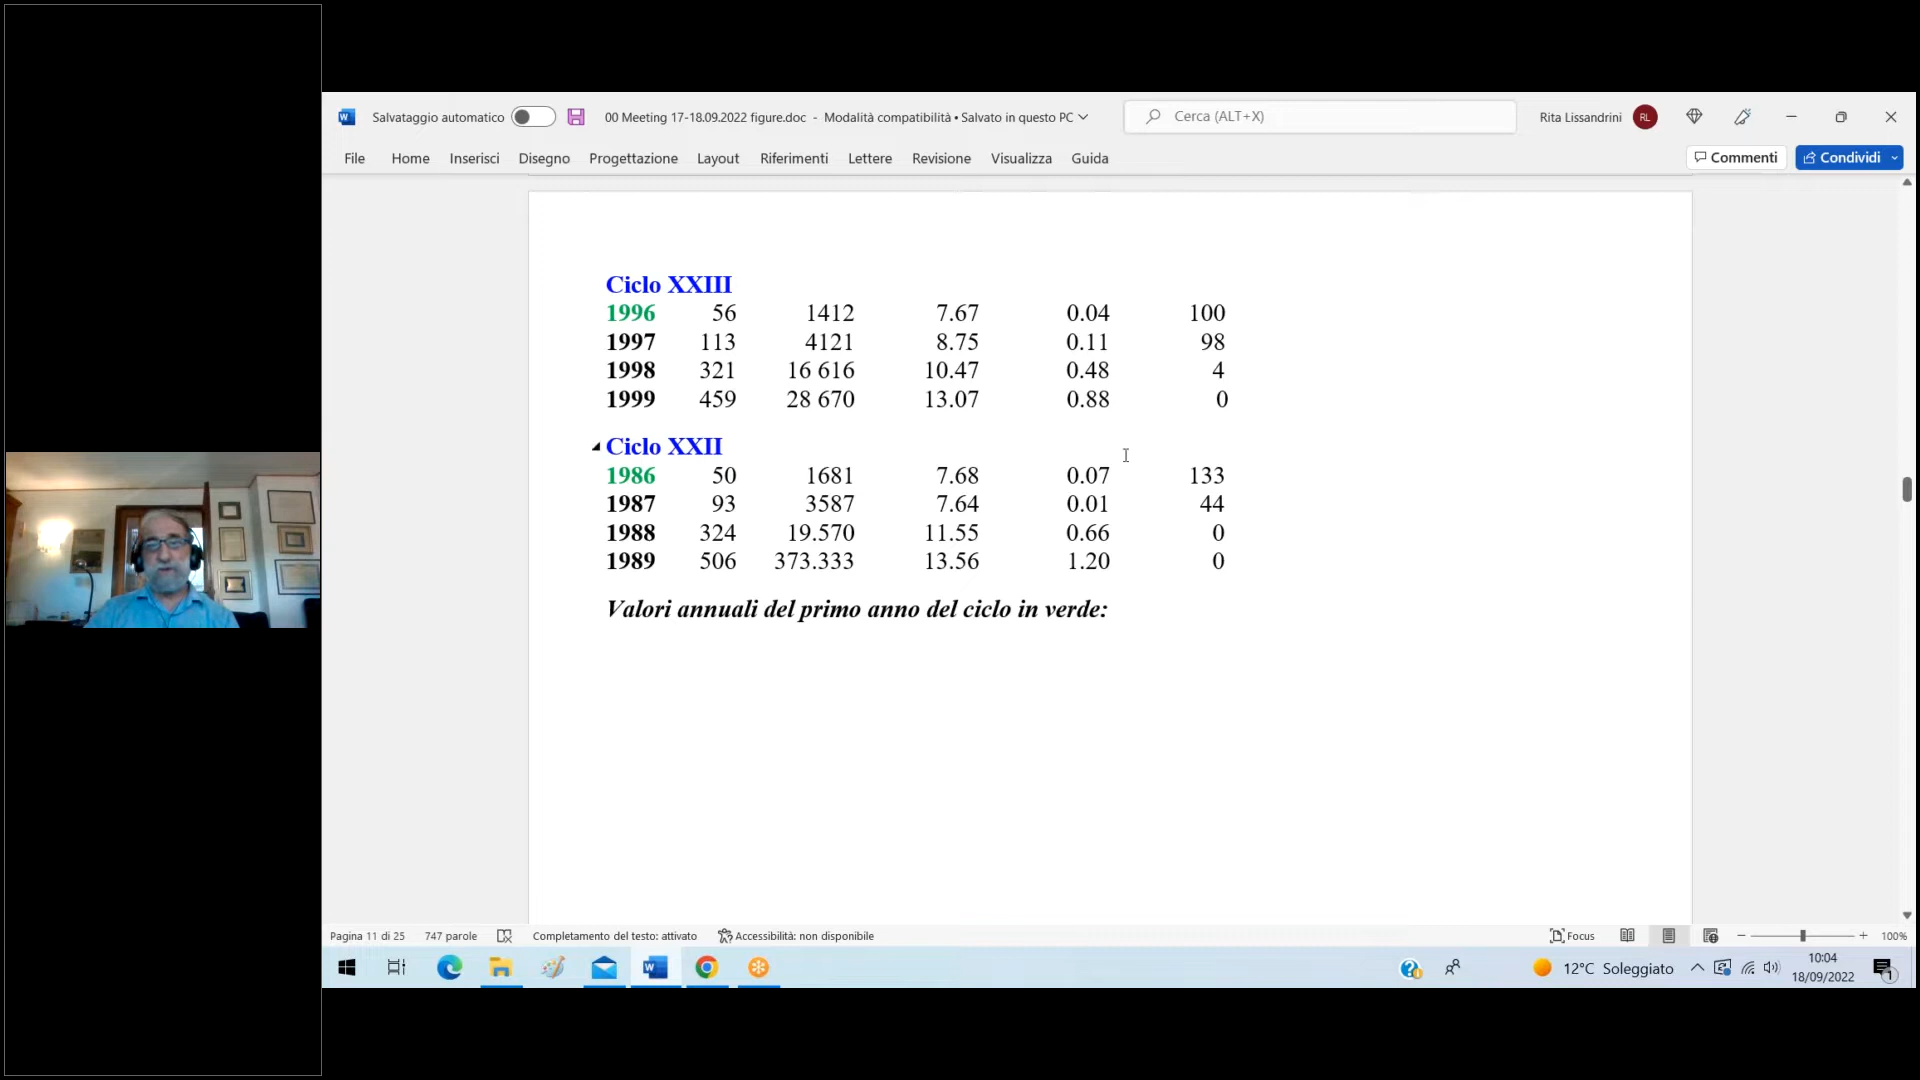 Salvataggio automatico 00 Meeting 17-18.09.2022 figure.doc - Modalità compatibilità • Salvato in questo PC Cerca (ALT+X) Rita Lissandrini RL
File Home Inserisci Disegno Progettazione Layout Riferimenti Lettere Revisione Visualizza Guida Commenti Condividi
Ciclo XXIII
1996 56 1412 7.67 0.04 100
1997 113 4121 8.75 0.11 98
1998 321 16 616 10.47 0.48 4
1999 459 28 670 13.07 0.88 0
Ciclo XXII
1986 50 1681 7.68 0.07 133
1987 93 3587 7.64 0.01 44
1988 324 19.570 11.55 0.66 0
1989 506 373.333 13.56 1.20 0
Valori annuali del primo anno del ciclo in verde:
Pagina 11 di 25 747 parole Completamento del testo: attivato Accessibilità: non disponibile Focus 100%
12°C Soleggiato 10:04
18/09/2022 1